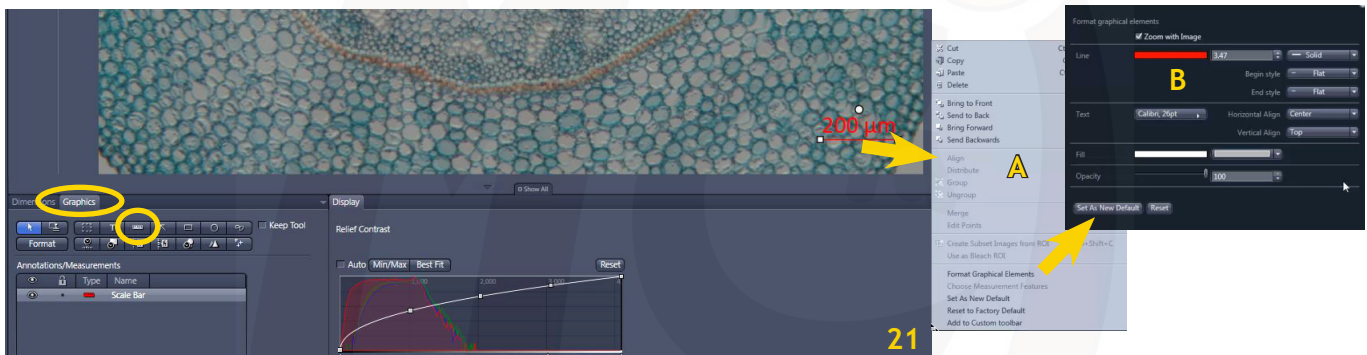 200 µm
Show All
Dimensions Graphics
Keep Tool
Format
Annotations/Measurements
Type Name
Scale Bar
Display
Relief Contrast
Auto Min/Max Best Fit Reset
2,000
21
Cut
Copy
Paste
Delete
Bring to Front
Send to Back
Bring Forward
Send Backwards
Align
Distribute
Group
Ungroup
A
Merge
Edit Points
Create Subset Images from ROI
Use as Bleach ROI
Format Graphical Elements
Choose Measurement Features
Set As New Default
Reset to Factory Default
Add to Custom toolbar
Format graphical elements
Zoom with Image
Line 3,47 Solid
B
Begin style Flat
End style Flat
Text Calibri, 26pt Horizontal Align Center
Vertical Align Top
Fill
Opacity 100
Set As New Default Reset